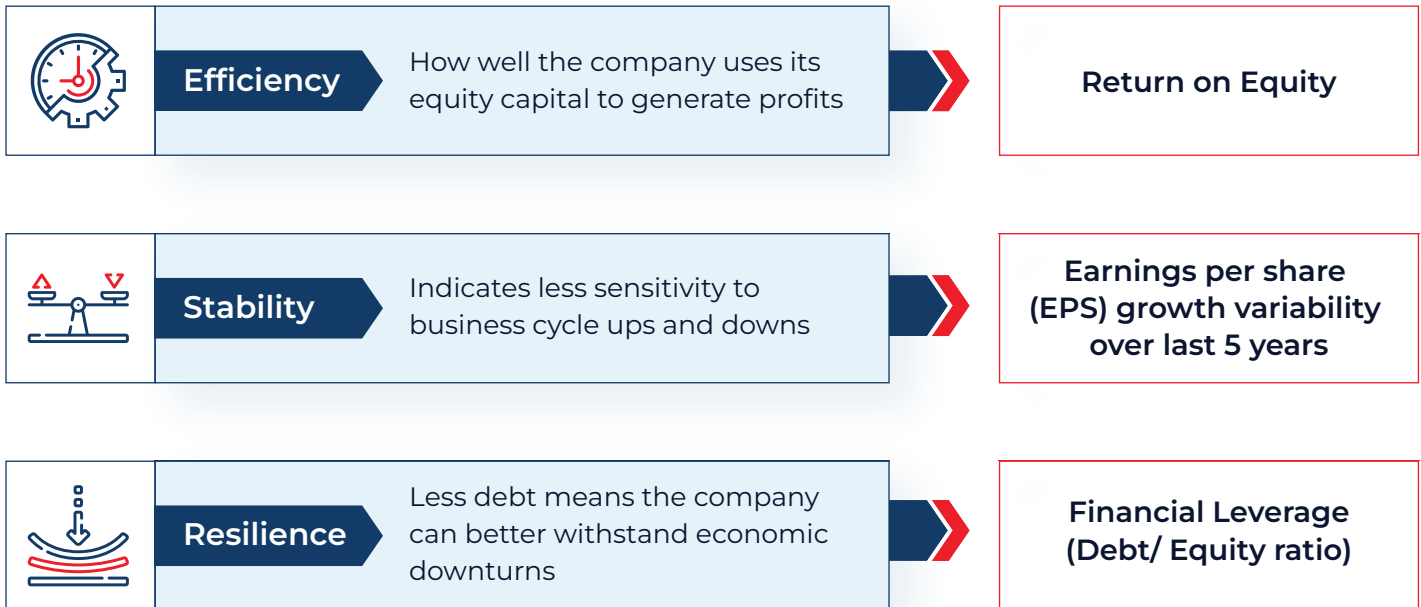 Efficiency
How well the company uses its
equity capital to generate profits
Return on Equity
Stability
Indicates less sensitivity to
business cycle ups and downs
Earnings per share
(EPS) growth variability
over last 5 years
Resilience
Less debt means the company
can better withstand economic
downturns
Financial Leverage
(Debt/ Equity ratio)